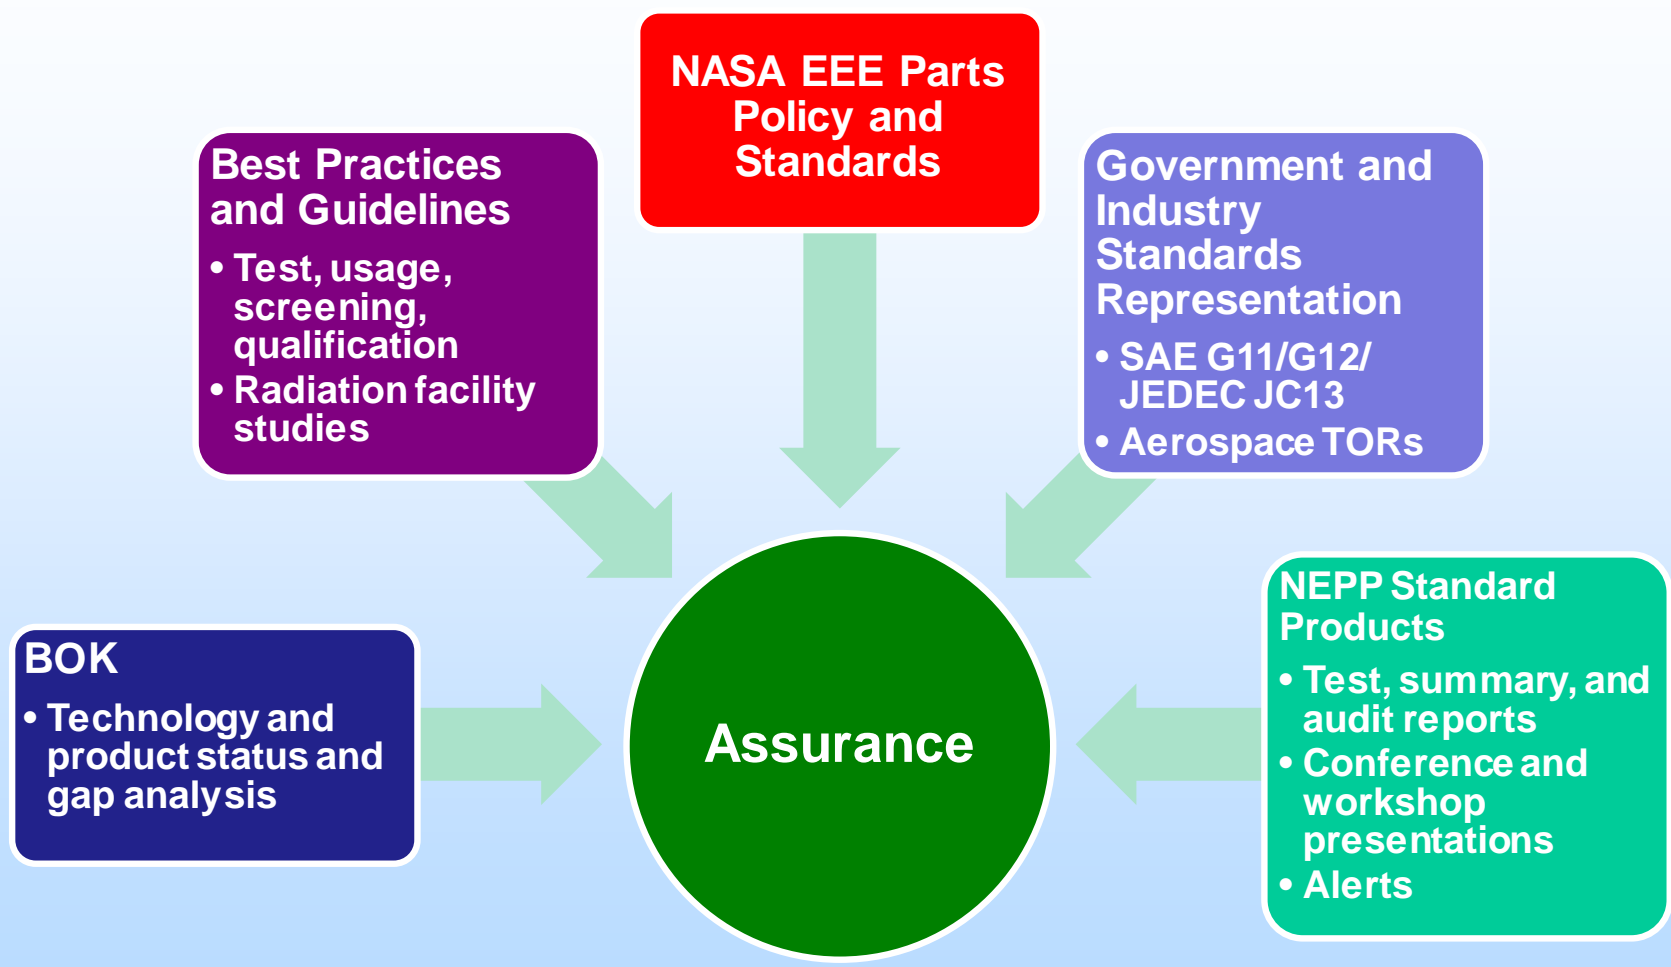 NASA EEE Parts
Policy and
Standards
Best Practices
and Guidelines
• Test, usage,
screening,
qualification
• Radiation facility
studies
Government and
Industry
Standards
Representation
• SAE G11/G12/
JEDEC JC13
• Aerospace TORs
BOK
• Technology and
product status and
gap analysis
Assurance
NEPP Standard
Products
• Test, summary, and
audit reports
• Conference and
workshop
presentations
• Alerts